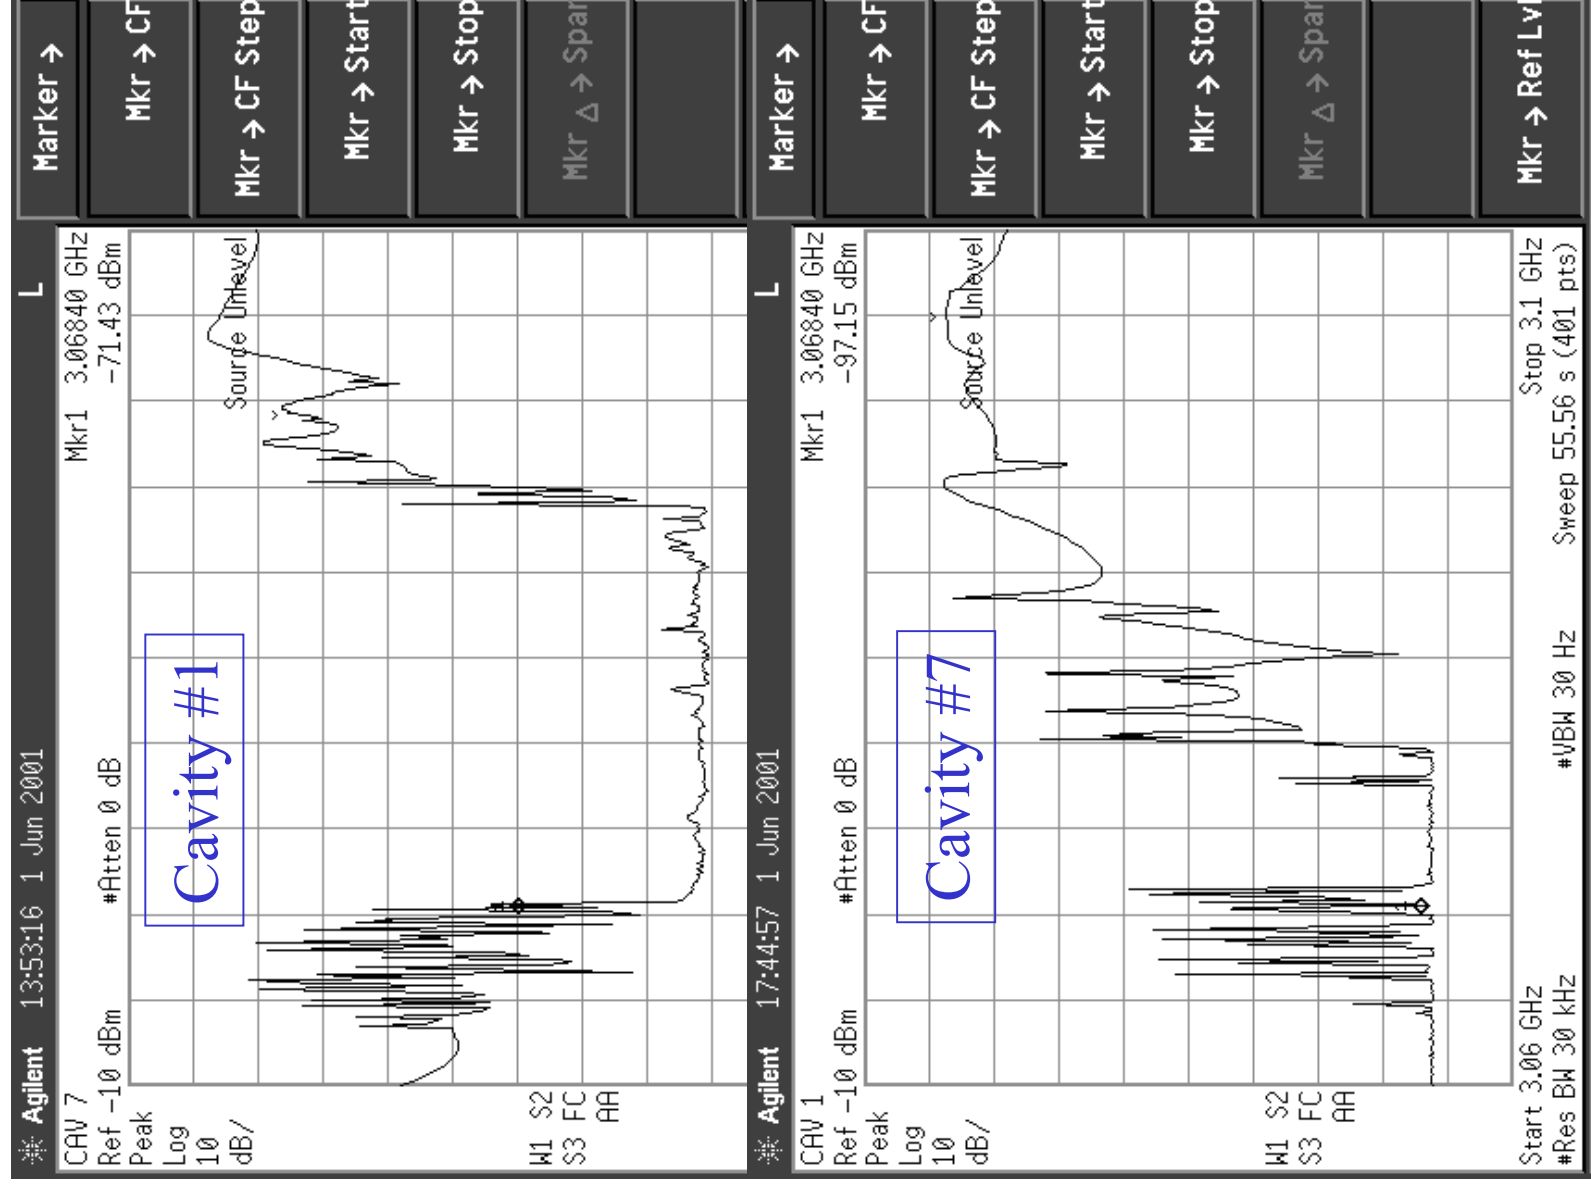 Agilent 13:53:16 1 Jun 2001 L
CAV 7
Mkr1 3.06840 GHz
Ref -10 dBm #Atten 0 dB -71.43 dBm
Peak
Log
10
dB/
Source Unlevel
W1 S2
S3 FC
AA
Cavity #1
Marker →
Mkr → CF
Mkr → CF Step
Mkr → Start
Mkr → Stop
Mkr Δ → Span
Agilent 17:44:57 1 Jun 2001 L
CAV 1
Mkr1 3.06840 GHz
Ref -10 dBm #Atten 0 dB -97.15 dBm
Peak
Log
10
dB/
Source Unlevel
W1 S2
S3 FC
AA
Cavity #7
Start 3.06 GHz Stop 3.1 GHz
#Res BW 30 kHz #VBW 30 Hz Sweep 55.56 s (401 pts)
Marker →
Mkr → CF
Mkr → CF Step
Mkr → Start
Mkr → Stop
Mkr Δ → Span
Mkr → Ref Lvl